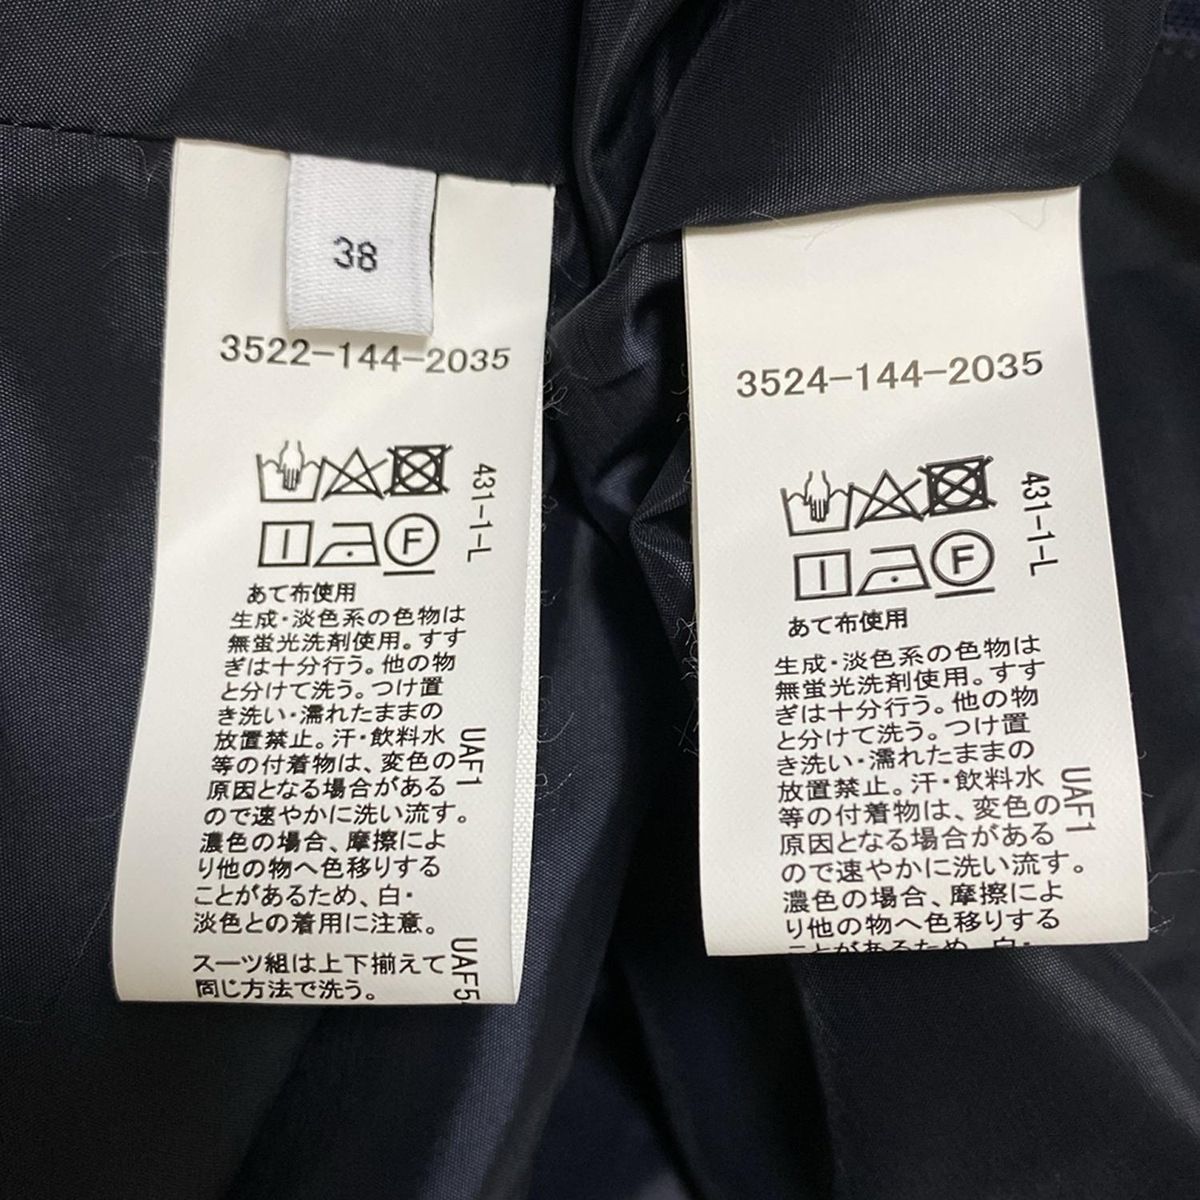 38
3522-144-2035
431-1-L
F
あて布使用
生成・淡色系の色物は
無蛍光洗剤使用。すす
ぎは十分行う。他の物
と分けて洗う。つけ置
き洗い・濡れたままの
放置禁止。汗・飲料水
等の付着物は、変色の
原因となる場合がある
ので速やかに洗い流す。
濃色の場合、摩擦によ
り他の物へ色移りする
ことがあるため、白・
淡色との着用に注意。
UAF1
スーツ組は上下揃えて
同じ方法で洗う。
UAF5-
3524-144-2035
431-1-L
F
あて布使用
生成・淡色系の色物は
無蛍光洗剤使用。すす
ぎは十分行う。他の物
と分けて洗う。つけ置
き洗い・濡れたままの
放置禁止。汗・飲料水
等の付着物は、変色の
原因となる場合がある
ので速やかに洗い流す。
濃色の場合、摩擦によ
り他の物へ色移りする
ことがあるため、白・
UAF1